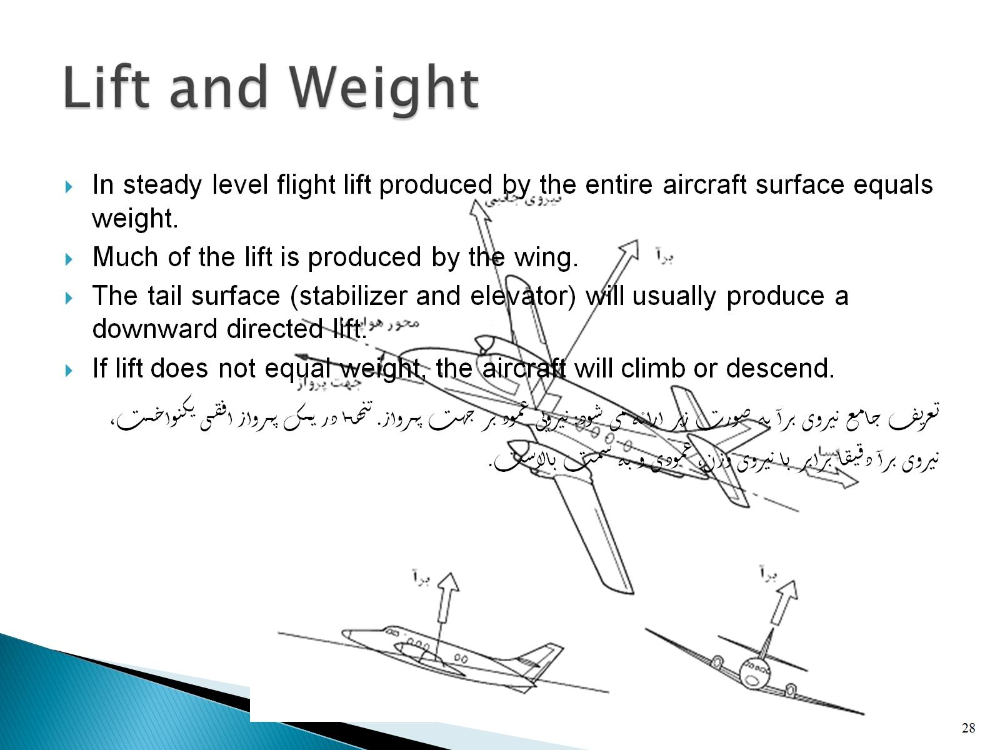 Lift and Weight
In steady level flight lift produced by the entire aircraft surface equals
weight.
نیروی جانبی
Much of the lift is produced by the wing.
برآ
The tail surface (stabilizer and elevator) will usually produce a
downward directed lift.
محور هواپیما
If lift does not equal weight, the aircraft will climb or descend.
جهت پرواز
تعریف جامع نیروی برآ به صورت زیر ارائه می شود: نیرویی عمود بر جهت پرواز. تنها در یک پرواز افقی یکنواخت،
نیروی برآ دقیقاً برابر با نیروی وزن، عمودی و به سمت بالاست.
پسا
برآ
برآ
28